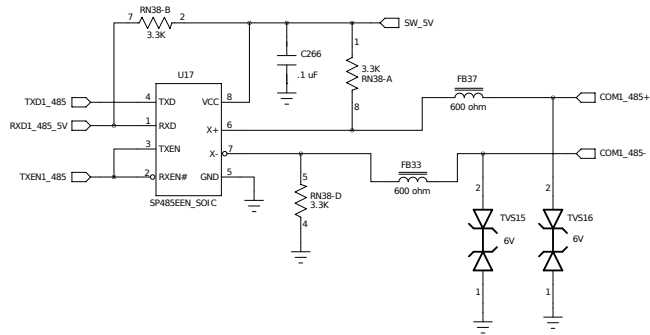 RN38-B
7
2
3.3K
SW_5V
C266
.1 uF
1
3.3K
RN38-A
8
U17
FB37
600 ohm
TXD1_485
4
TXD
VCC
8
COM1_485+
RXD1_485_5V
1
RXD
X+
6
3
TXEN
X-
7
COM1_485-
FB33
600 ohm
TXEN1_485
2
RXEN#
GND
5
SP485EEN_SOIC
5
RN38-D
3.3K
4
2
TVS15
6V
1
2
TVS16
6V
1